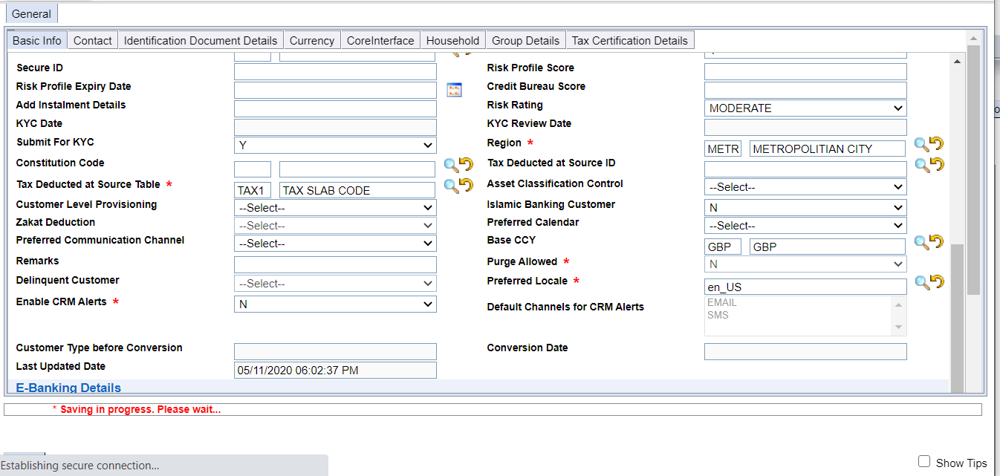 General
Basic Info Contact Identification Document Details Currency CoreInterface Household Group Details Tax Certification Details
Secure ID Risk Profile Score
Risk Profile Expiry Date Credit Bureau Score
Add Instalment Details Risk Rating MODERATE
KYC Date KYC Review Date
Submit For KYC Y Region * METR METROPOLITIAN CITY
Constitution Code Tax Deducted at Source ID
Tax Deducted at Source Table * TAX1 TAX SLAB CODE Asset Classification Control --Select--
Customer Level Provisioning --Select-- Islamic Banking Customer N
Zakat Deduction --Select-- Preferred Calendar --Select--
Preferred Communication Channel --Select-- Base CCY GBP GBP
Remarks Purge Allowed * N
Delinquent Customer --Select-- Preferred Locale * en_US
Enable CRM Alerts * N Default Channels for CRM Alerts EMAIL
SMS
Customer Type before Conversion Conversion Date
Last Updated Date 05/11/2020 06:02:37 PM
E-Banking Details
* Saving in progress. Please wait...
Establishing secure connection... Show Tips